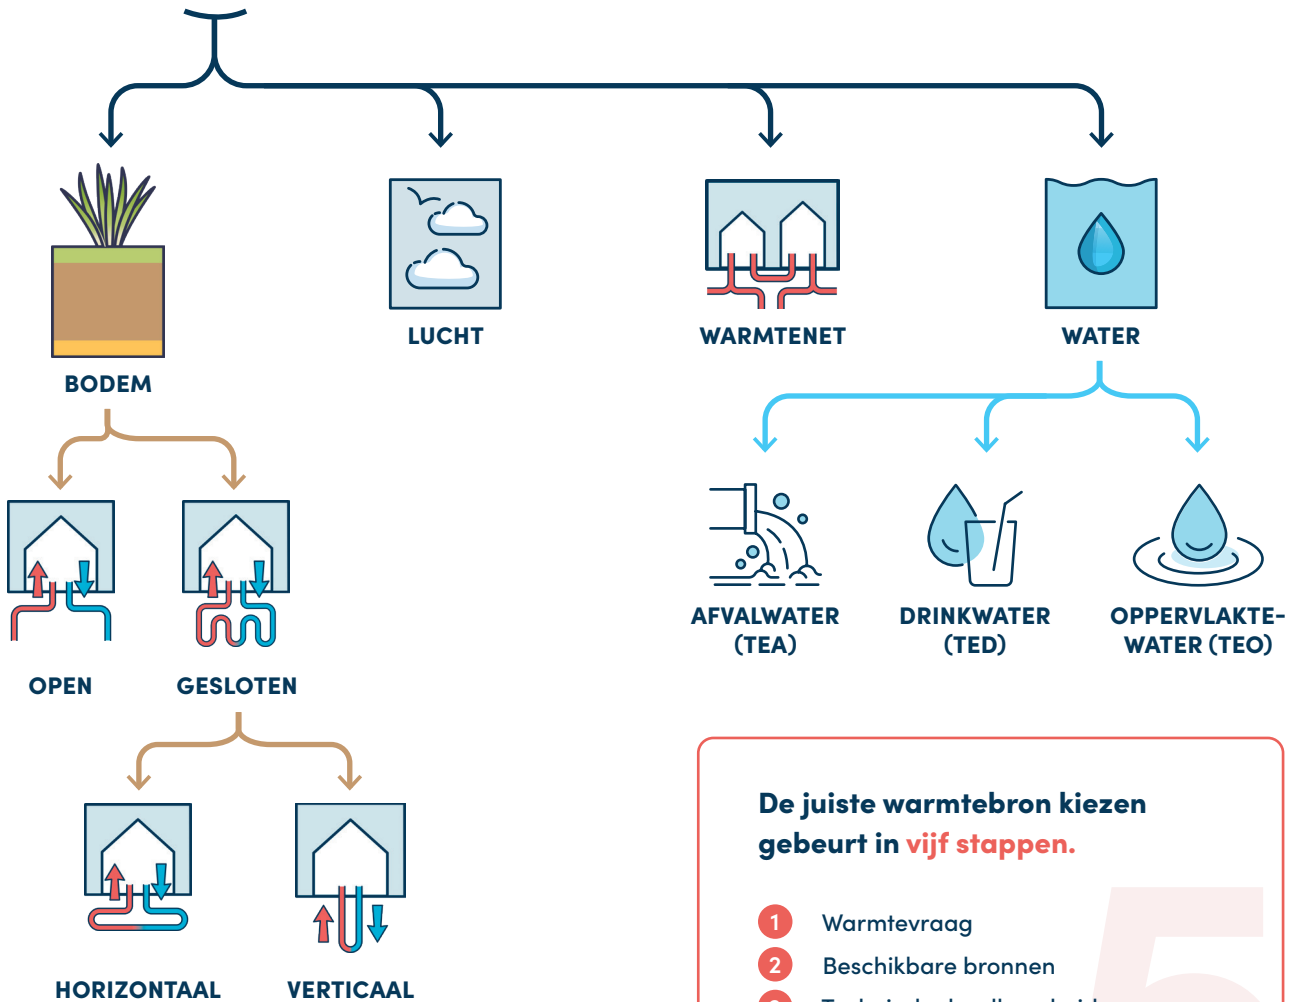 LUCHT
WARMTENET
WATER
BODEM
AFVALWATER
(TEA)
DRINKWATER
(TED)
OPPERVLAKTE-
WATER (TEO)
OPEN
GESLOTEN
HORIZONTAAL
VERTICAAL
De juiste warmtebron kiezen
gebeurt in vijf stappen.
5
1 Warmtevraag
2 Beschikbare bronnen